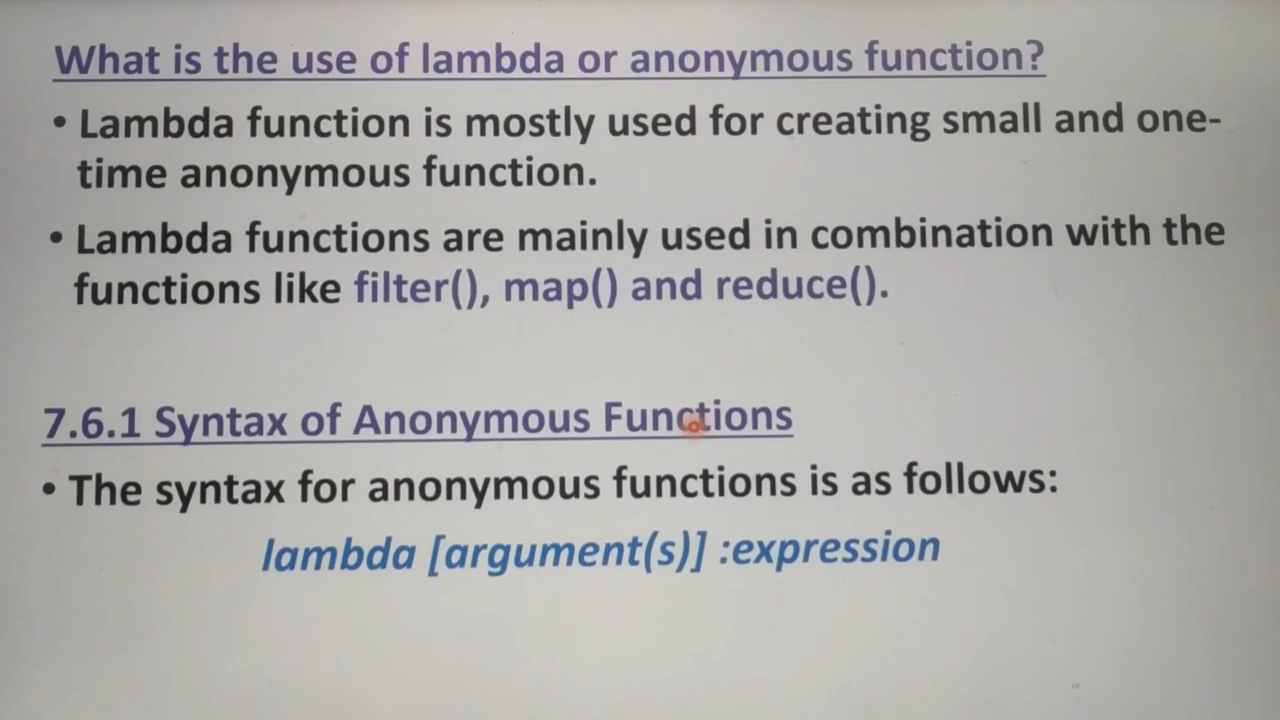 What is the use of lambda or anonymous function?
• Lambda function is mostly used for creating small and one-
time anonymous function.
• Lambda functions are mainly used in combination with the
functions like filter(), map() and reduce().
7.6.1 Syntax of Anonymous Functions
• The syntax for anonymous functions is as follows:
lambda [argument(s)] :expression